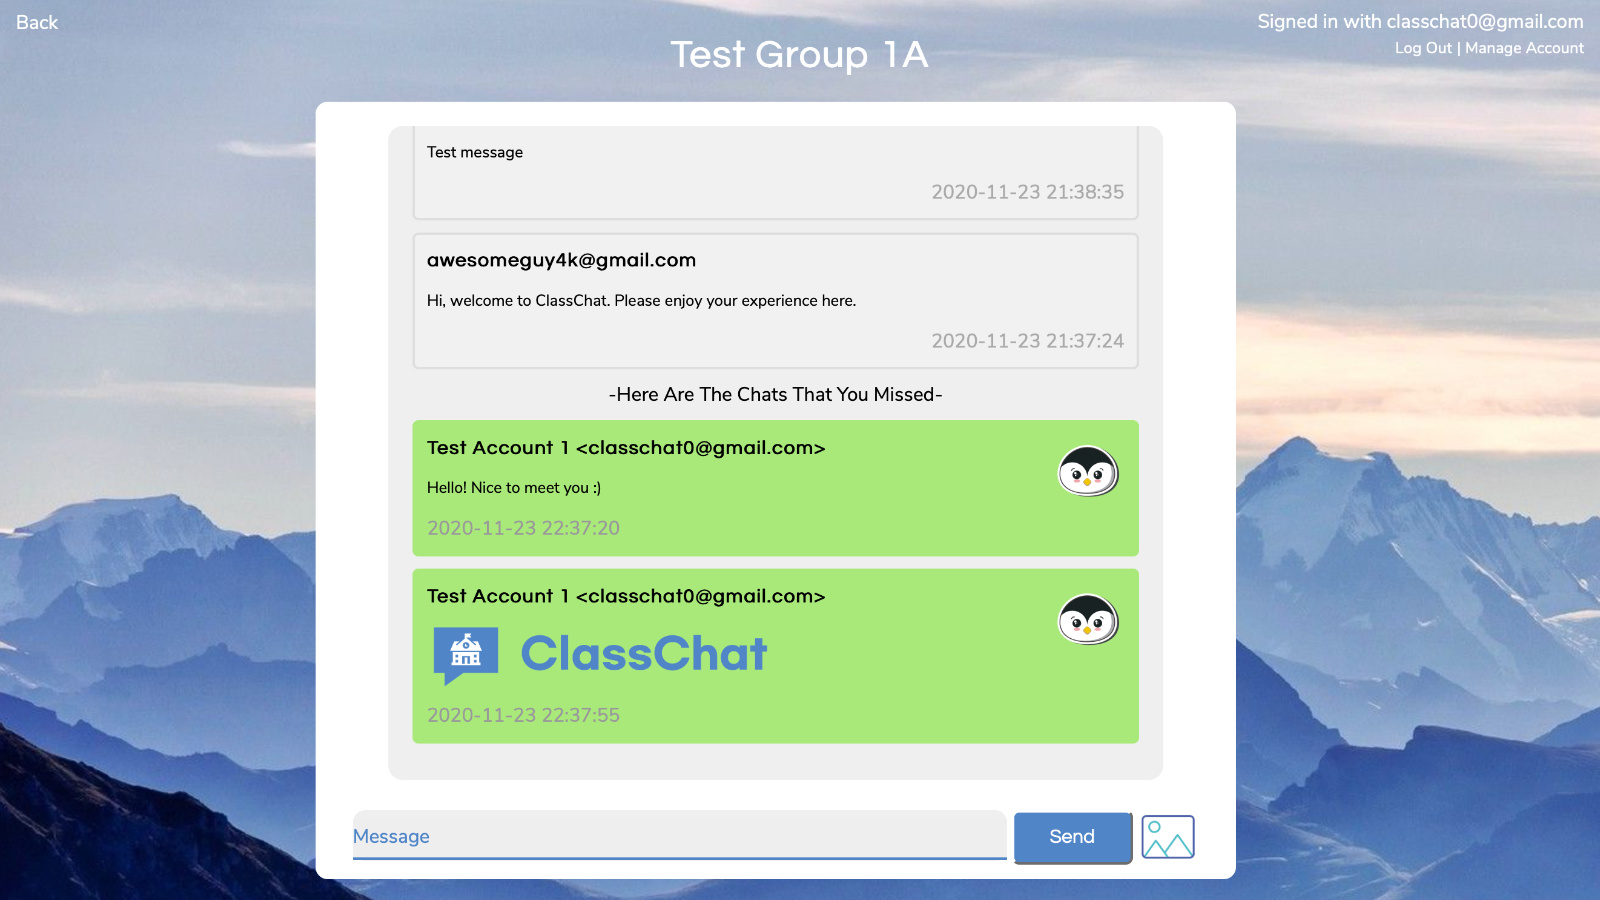 Back
Signed in with classchat0@gmail.com
Log Out | Manage Account
Test Group 1A
Test message
2020-11-23 21:38:35
awesomeguy4k@gmail.com
Hi, welcome to ClassChat. Please enjoy your experience here.
2020-11-23 21:37:24
-Here Are The Chats That You Missed-
Test Account 1 <classchat0@gmail.com>
Hello! Nice to meet you :)
2020-11-23 22:37:20
Test Account 1 <classchat0@gmail.com>
ClassChat
2020-11-23 22:37:55
Message
Send